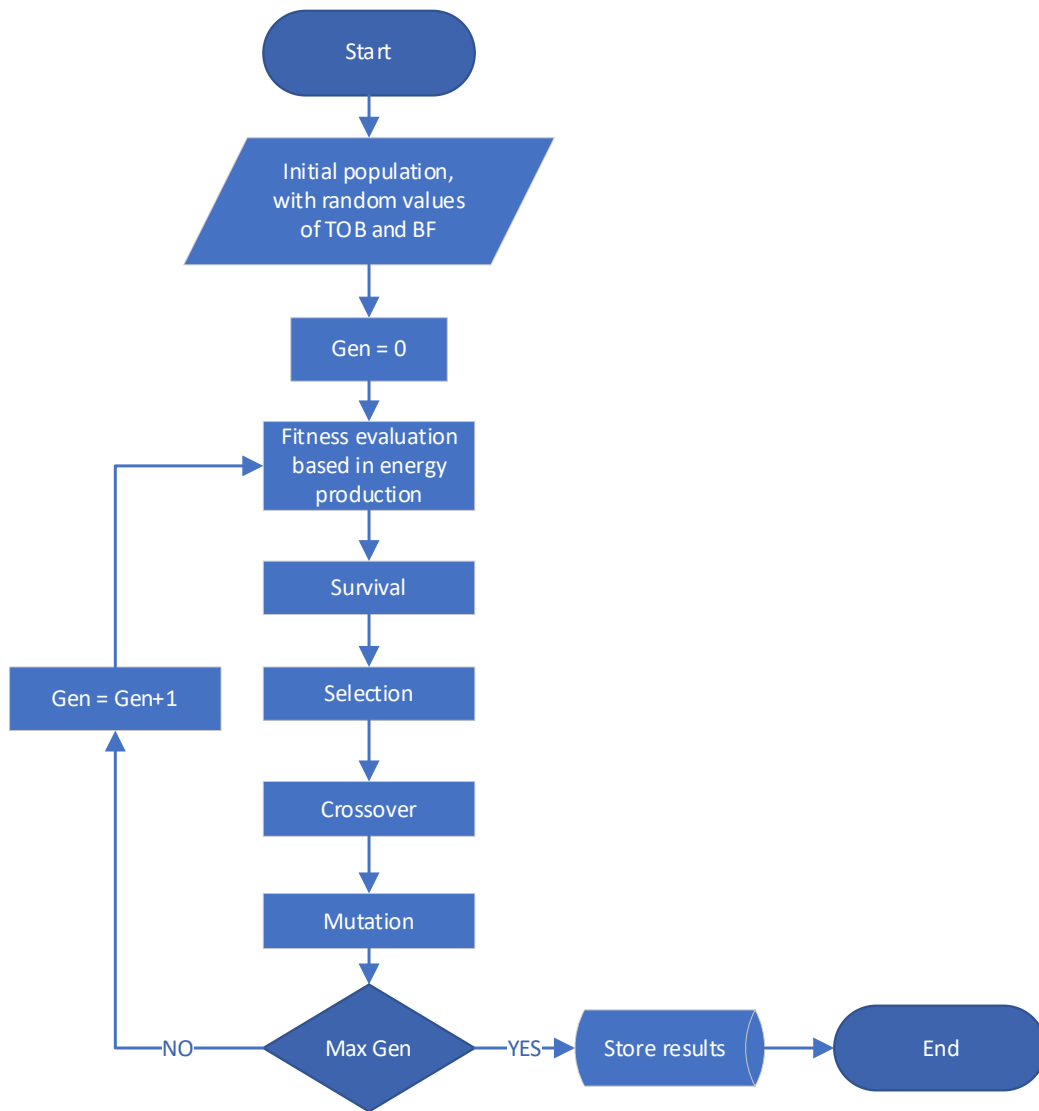 Start
Initial population,
with random values
of TOB and BF
Gen = 0
Fitness evaluation
based in energy
production
Survival
Selection
Gen = Gen+1
Crossover
Mutation
NO
Max Gen
YES
Store results
End